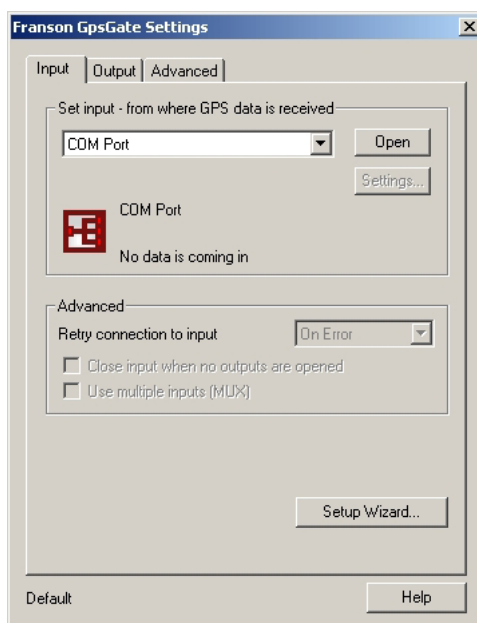 Franson GpsGate Settings
Input Output Advanced
Set input - from where GPS data is received
COM Port Open
Settings...
COM Port
No data is coming in
Advanced
Retry connection to input On Error
Close input when no outputs are opened
Use multiple inputs (MUX)
Setup Wizard...
Default Help